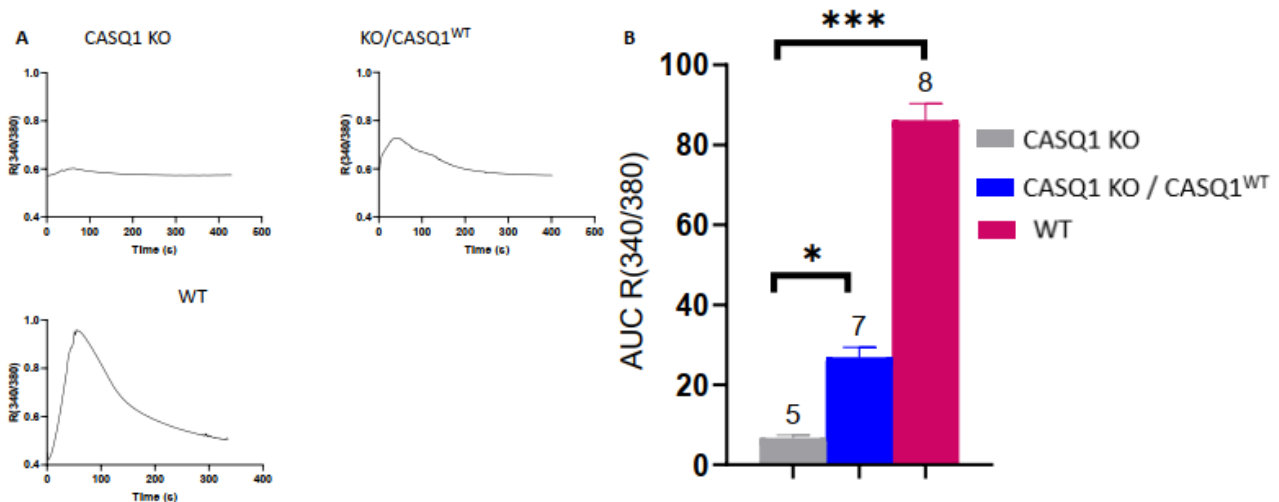 A
CASQ1 KO
R(340/380)
1.0
0.8
0.6
0.4
0 100 200 300 400 500
Time (s)
KO/CASQ1ᵂᵀ
R(340/380)
1.0
0.8
0.6
0.4
0 100 200 300 400 500
Time (s)
WT
R(340/380)
1.0
0.8
0.6
0.4
0 100 200 300 400
Time (s)
B
***
*
AUC R(340/380)
100
80
60
40
20
0
5
7
8
CASQ1 KO
CASQ1 KO / CASQ1ᵂᵀ
WT